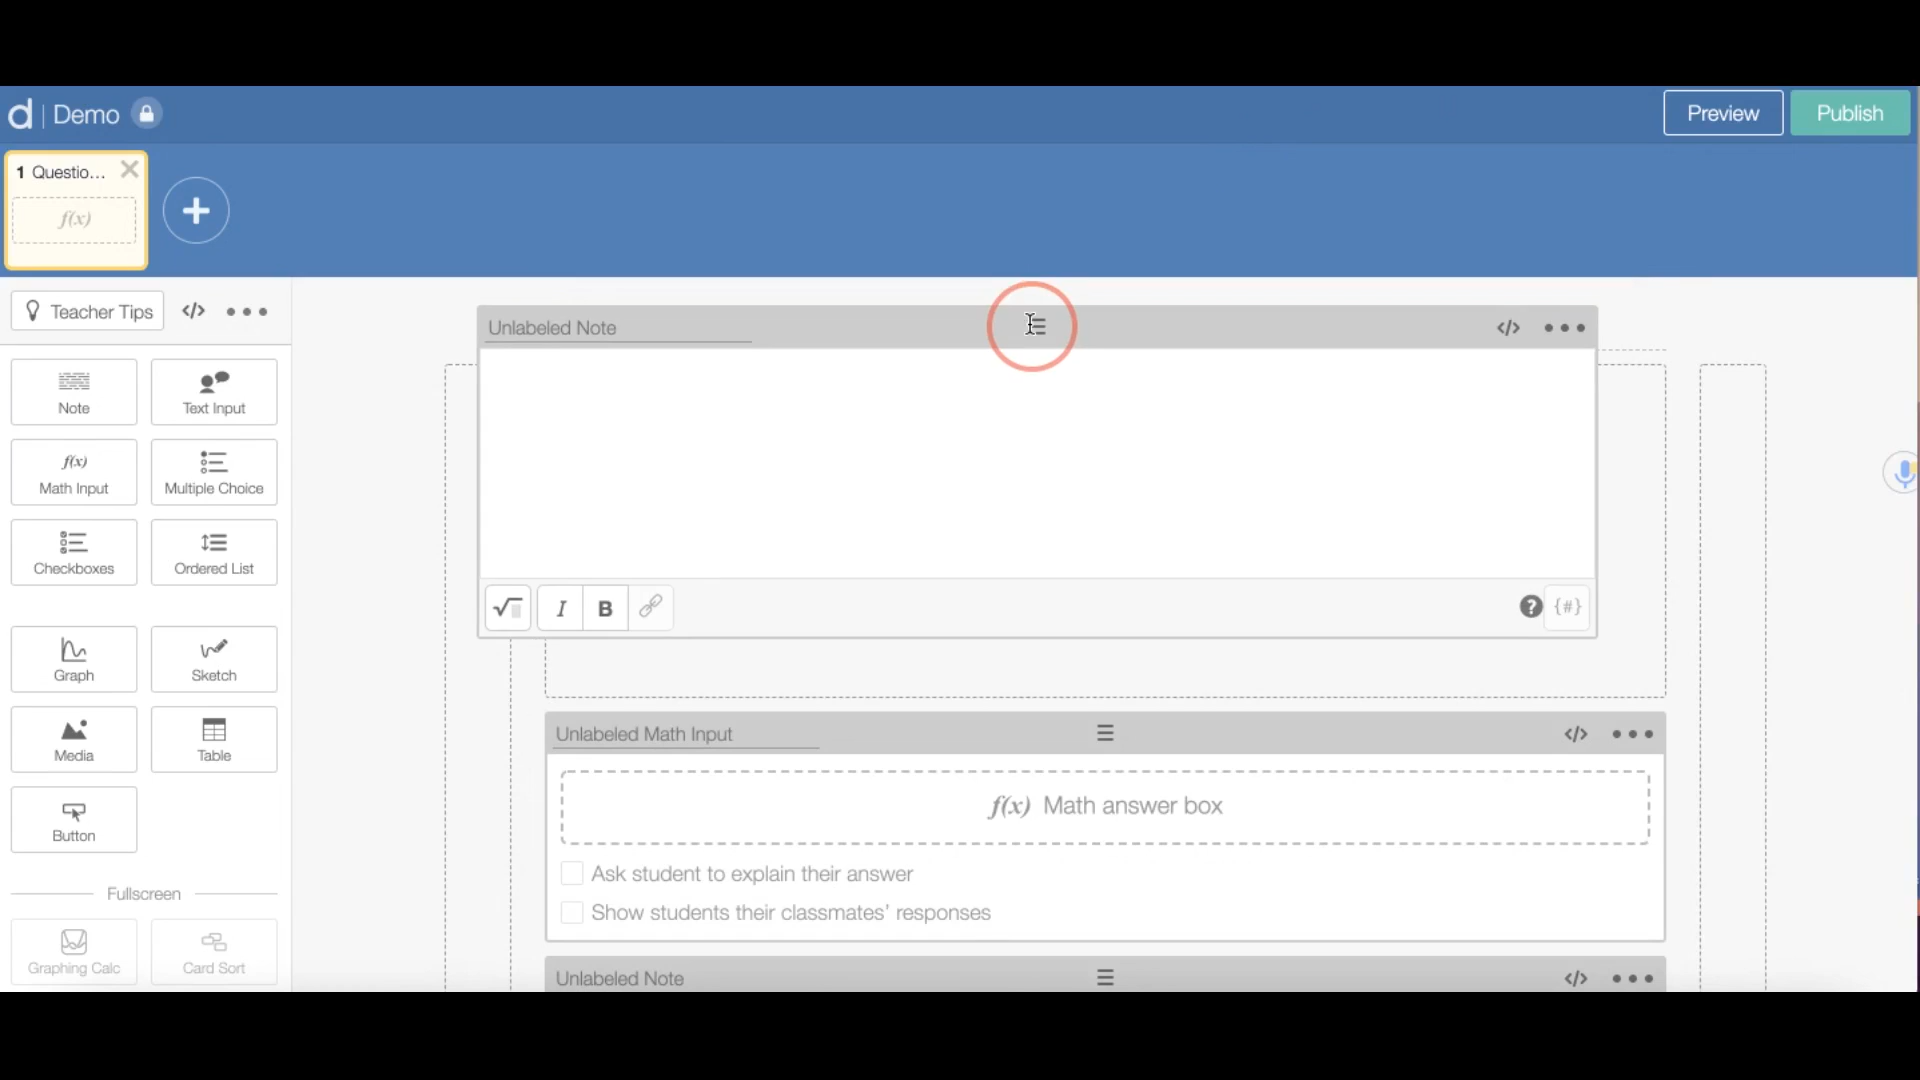 d | Demo
Preview
Publish
1 Questio...
f(x)
Teacher Tips
</>
Unlabeled Note
</>
Note
Text Input
f(x)
Math Input
Multiple Choice
Checkboxes
Ordered List
I
B
?
{#}
Graph
Sketch
Media
Table
Button
Fullscreen
Graphing Calc
Card Sort
Unlabeled Math Input
</>
f(x) Math answer box
Ask student to explain their answer
Show students their classmates' responses
Unlabeled Note
</>